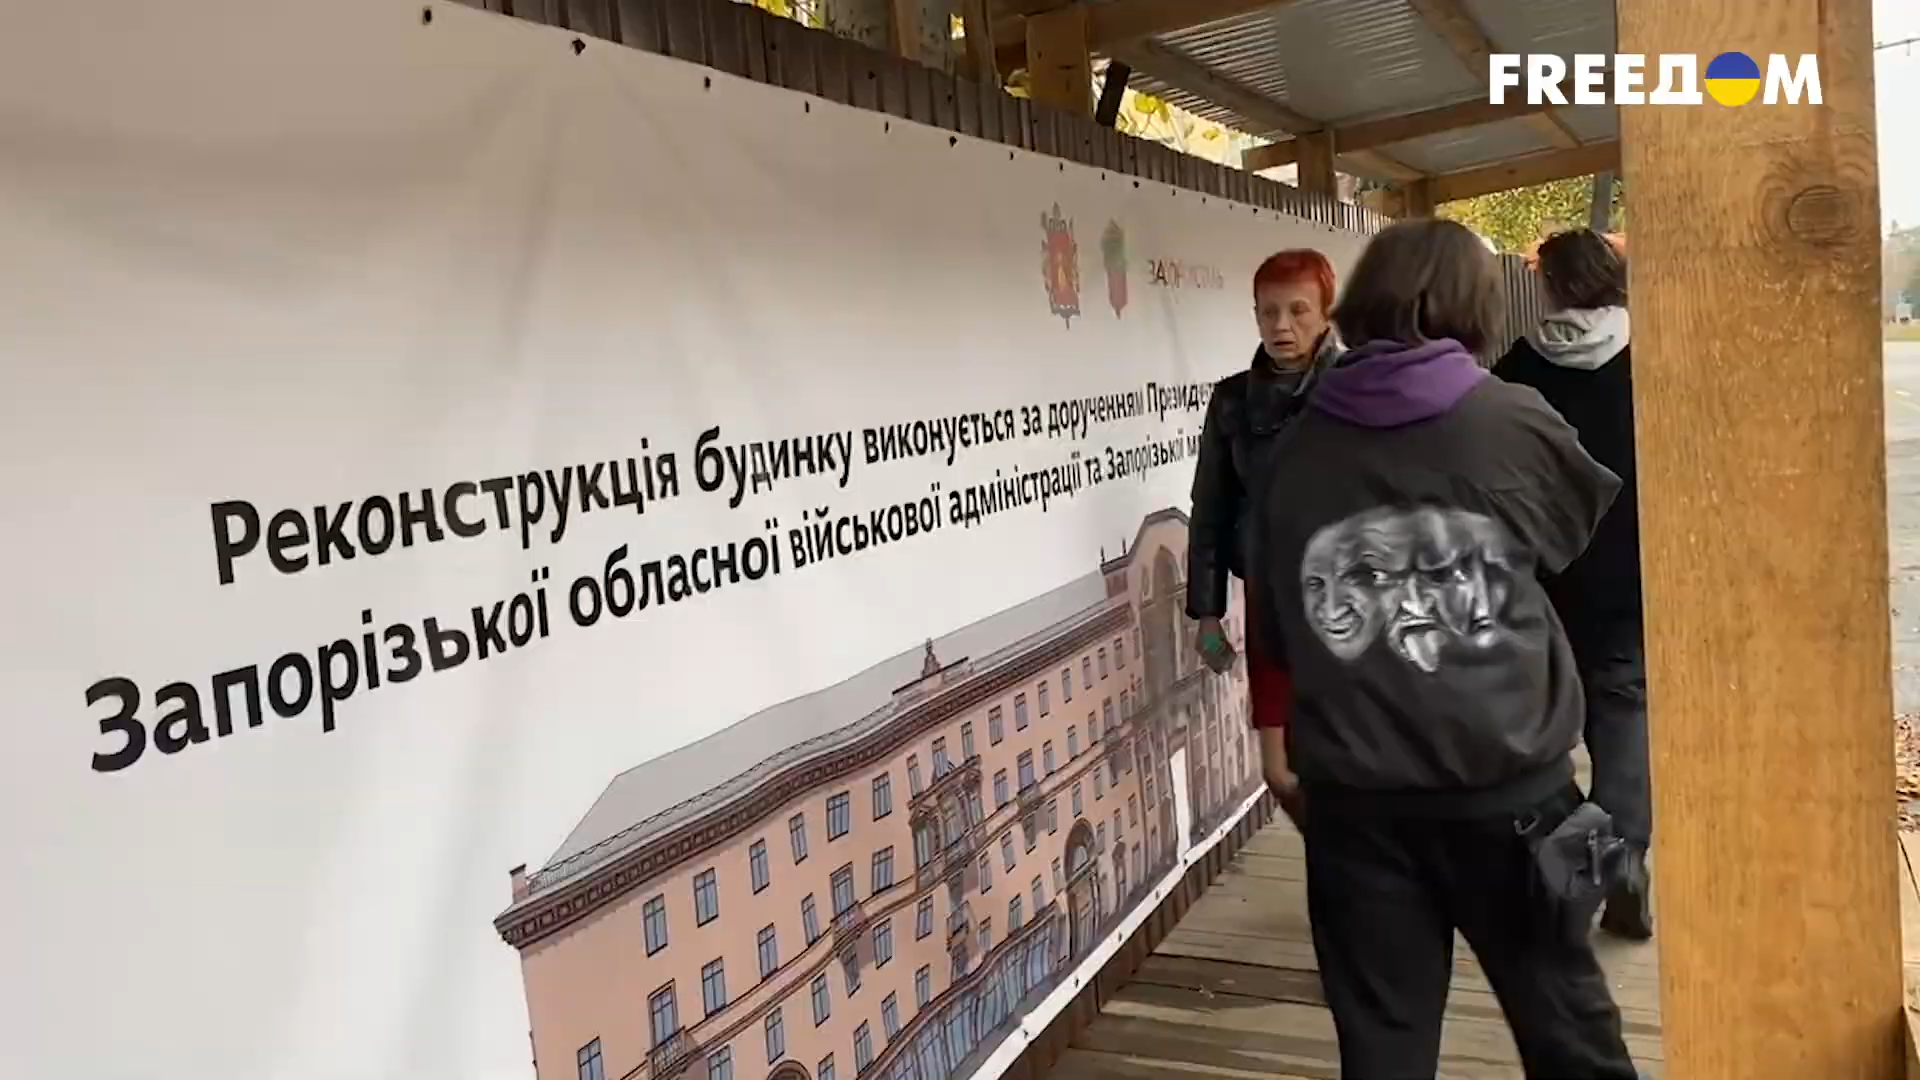 FREEДOM
Реконструкція будинку виконується за дорученням
Запорізької обласної військової адміністрації та Запорізької